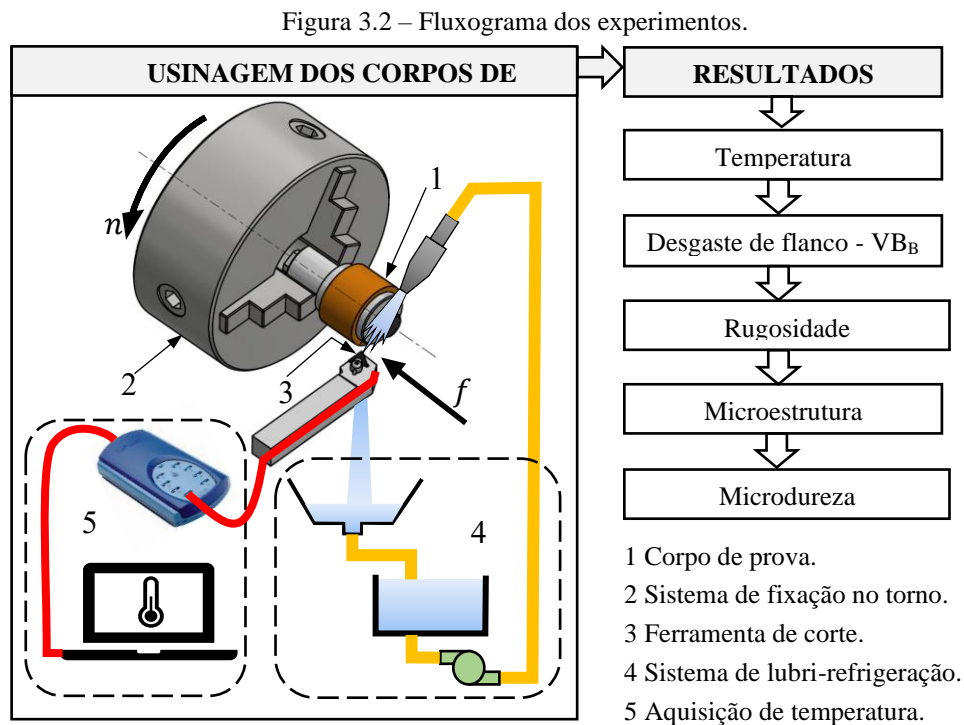 Figura 3.2 – Fluxograma dos experimentos.
USINAGEM DOS CORPOS DE
RESULTADOS
Temperatura
Desgaste de flanco - VB_B
Rugosidade
Microestrutura
Microdureza
n
1
2
3
f
4
5
1 Corpo de prova.
2 Sistema de fixação no torno.
3 Ferramenta de corte.
4 Sistema de lubri-refrigeração.
5 Aquisição de temperatura.